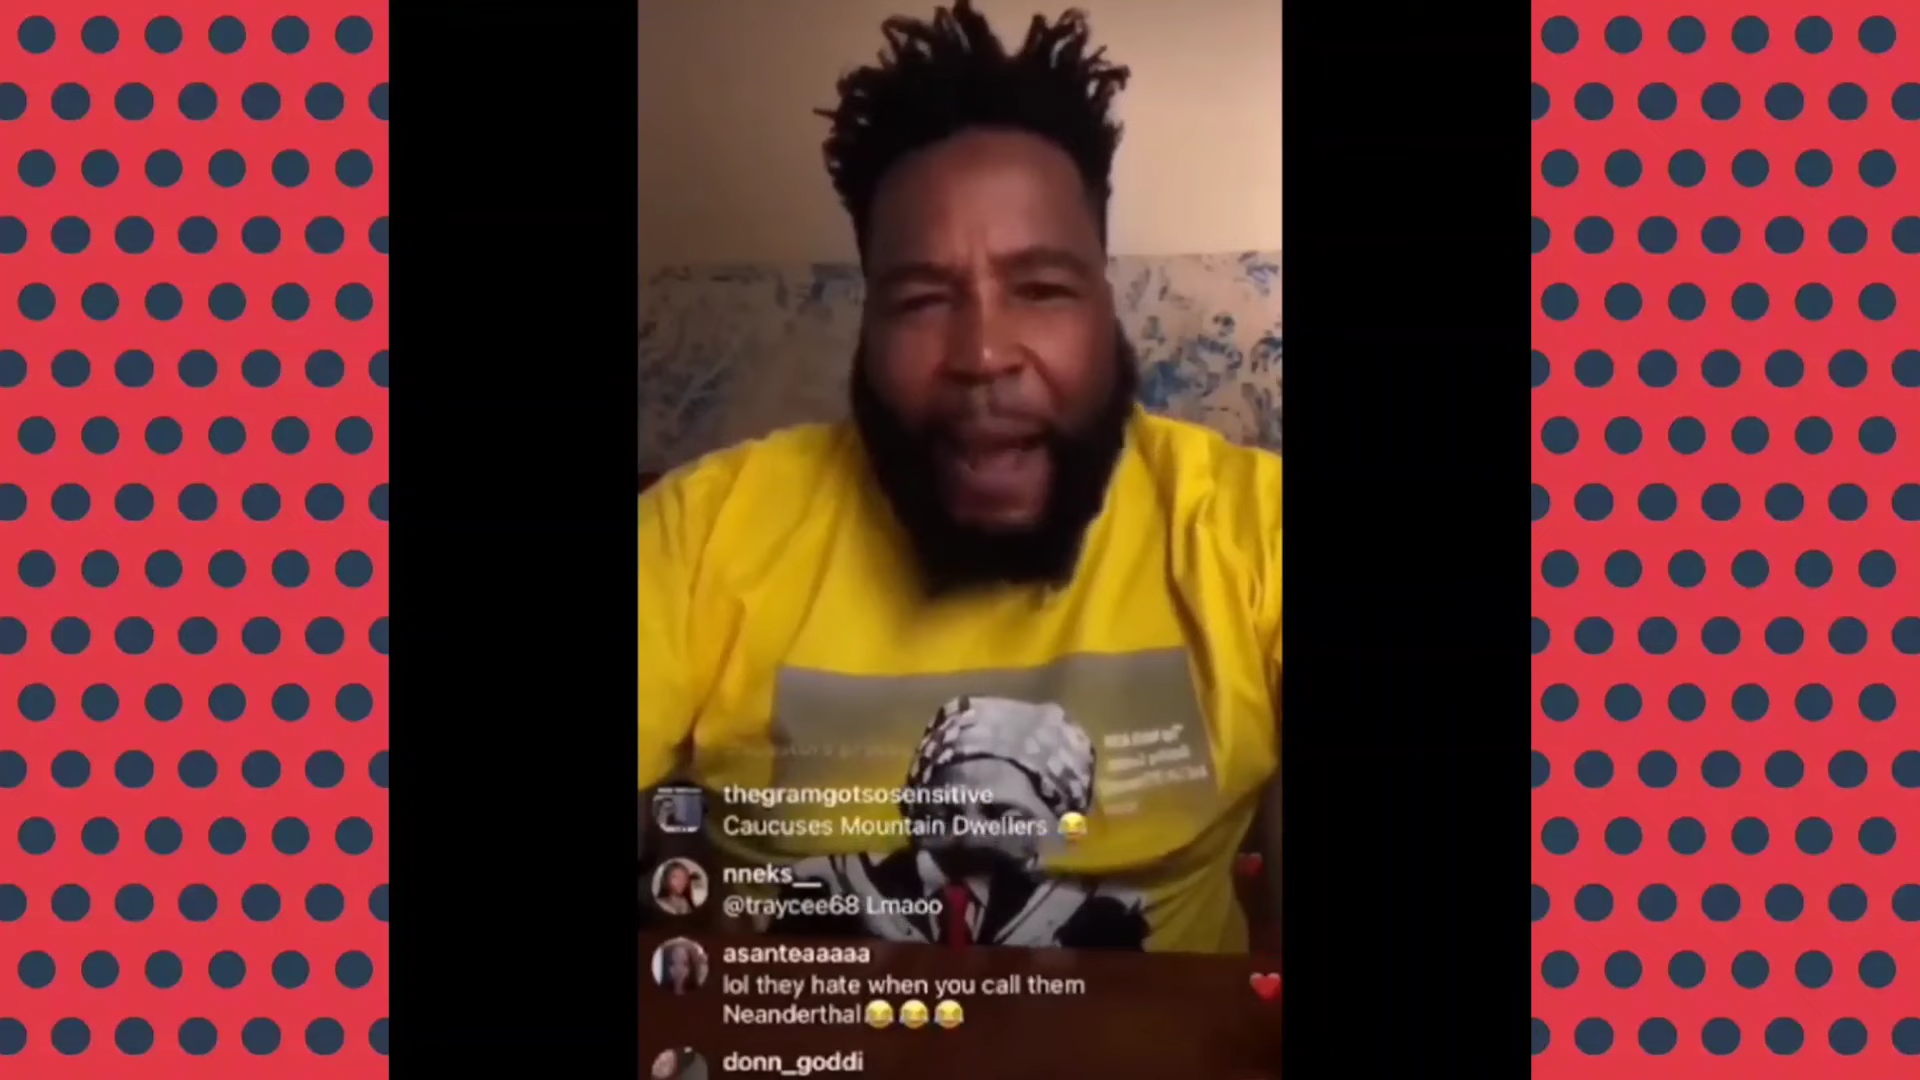 thegramgotsosensitive
Caucuses Mountain Dwellers 😂
nneks__
@traycee68 Lmaoo
asanteaaaaa
lol they hate when you call them
Neanderthal😂😂😂
donn_goddi